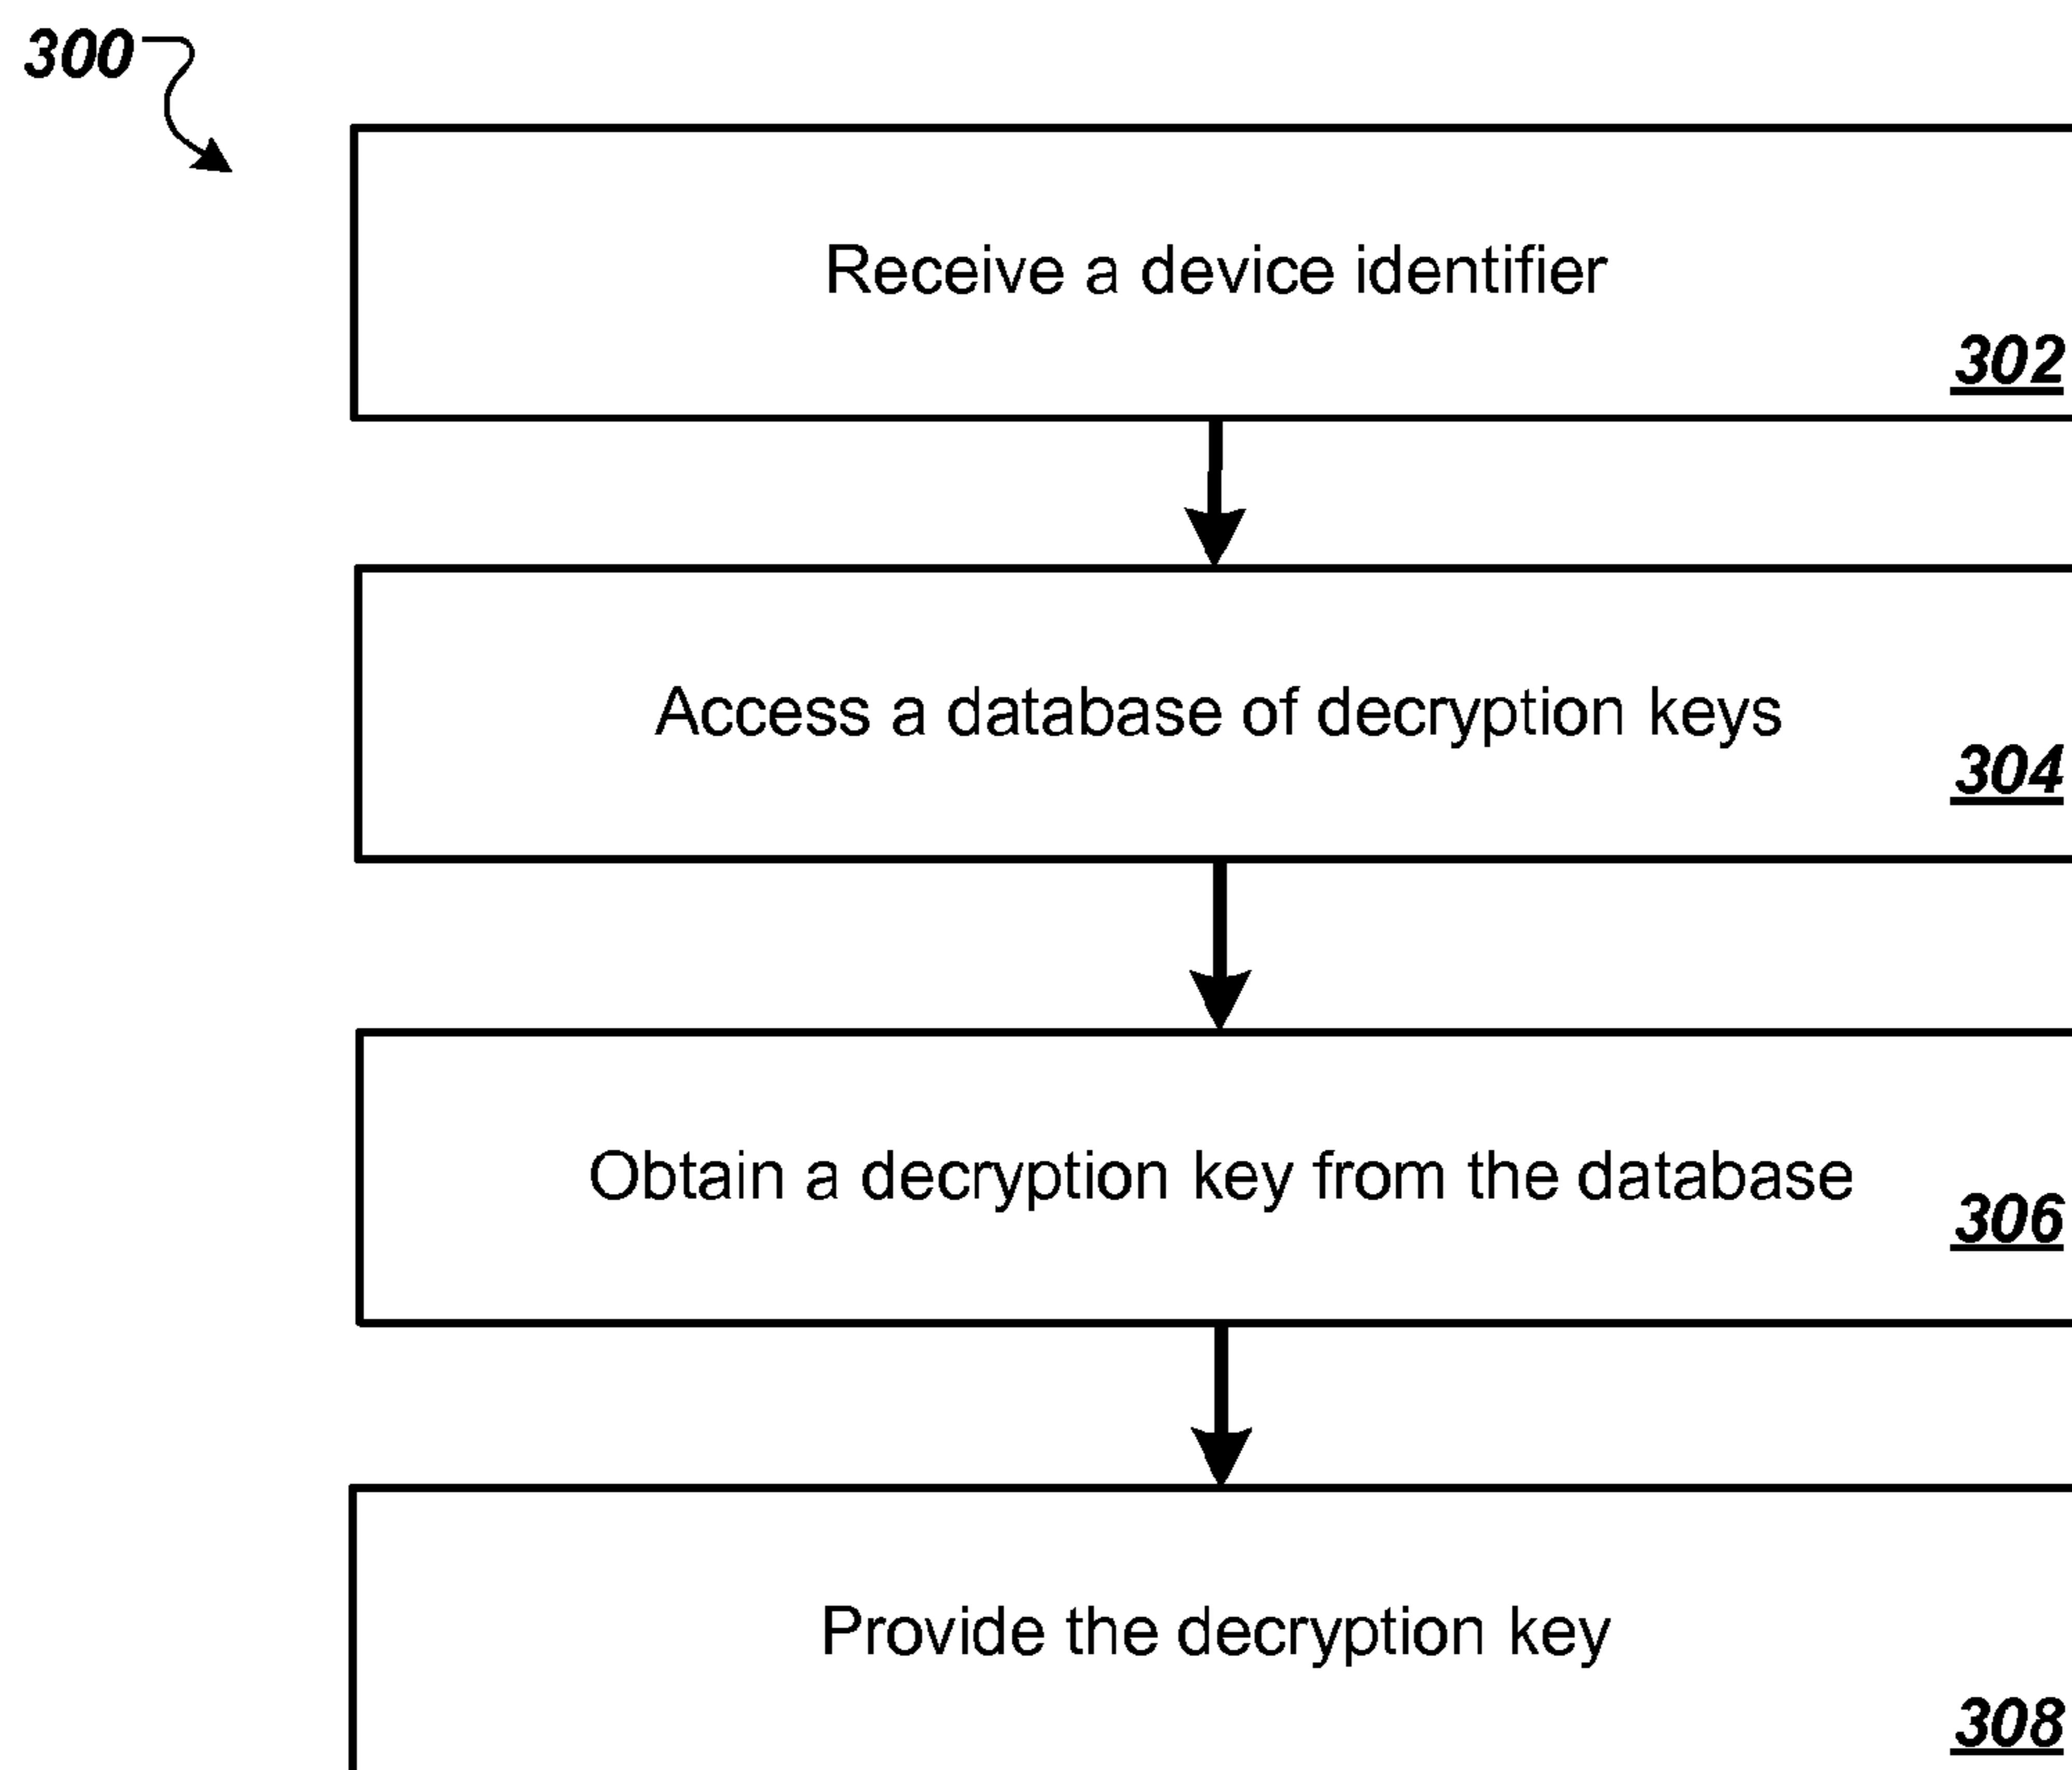 300
Receive a device identifier
302
Access a database of decryption keys
304
Obtain a decryption key from the database
306
Provide the decryption key
308